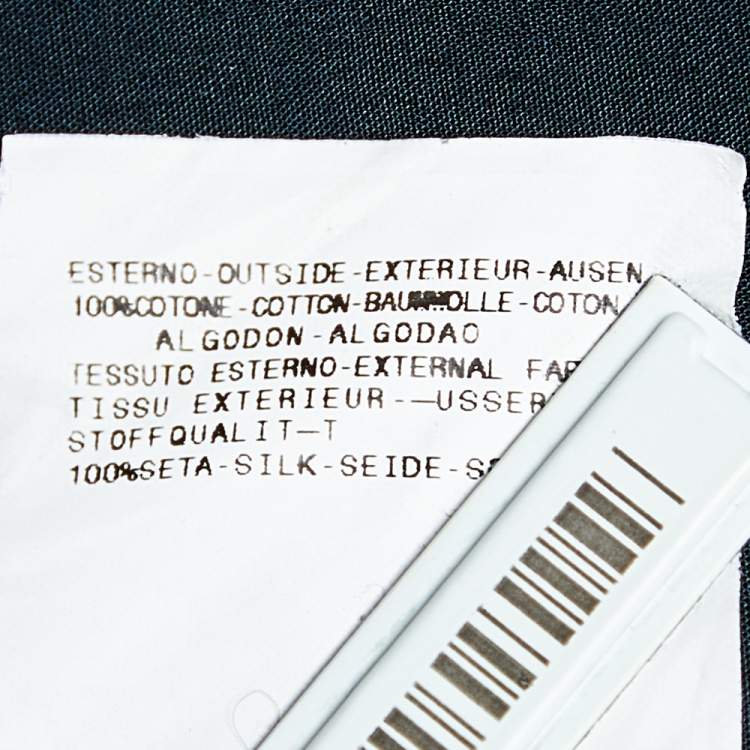 ESTERNO-OUTSIDE-EXTERIEUR-AUSEN
100%COTONE-COTTON-BAUMWOLLE-COTON
ALGODON-ALGODAO
TESSUTO ESTERNO-EXTERNAL
TISSU EXTERIEUR-—USSER
STOFFQUALIT—T
100%SETA-SILK-SEIDE-S